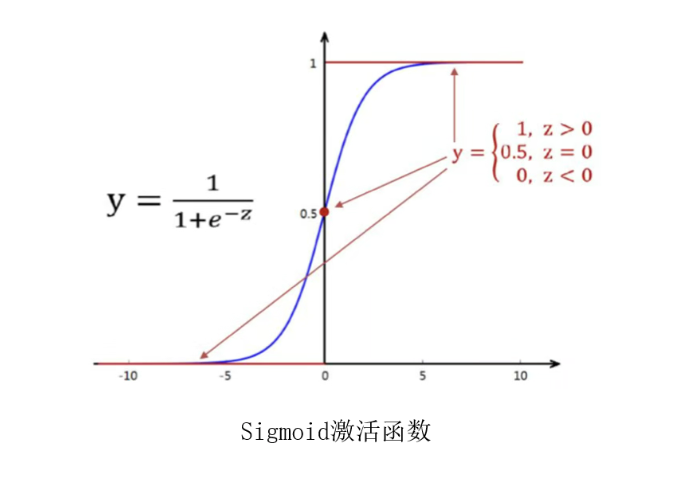 1
y = { 1, z > 0
0.5, z = 0
0, z < 0
y = 1/(1+e^{-z})
0.5
-10 -5 0 5 10
Sigmoid激活函数